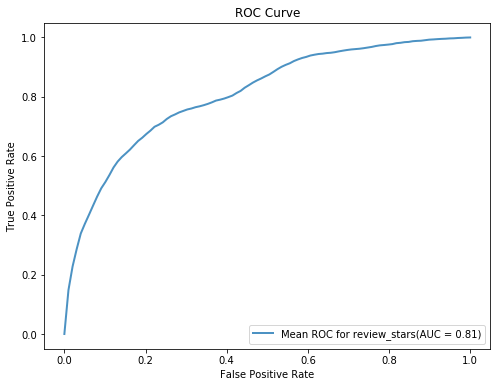 ROC Curve
1.0
0.8
0.6
0.4
0.2
0.0
True Positive Rate
Mean ROC for review_stars(AUC = 0.81)
0.0 0.2 0.4 0.6 0.8 1.0
False Positive Rate